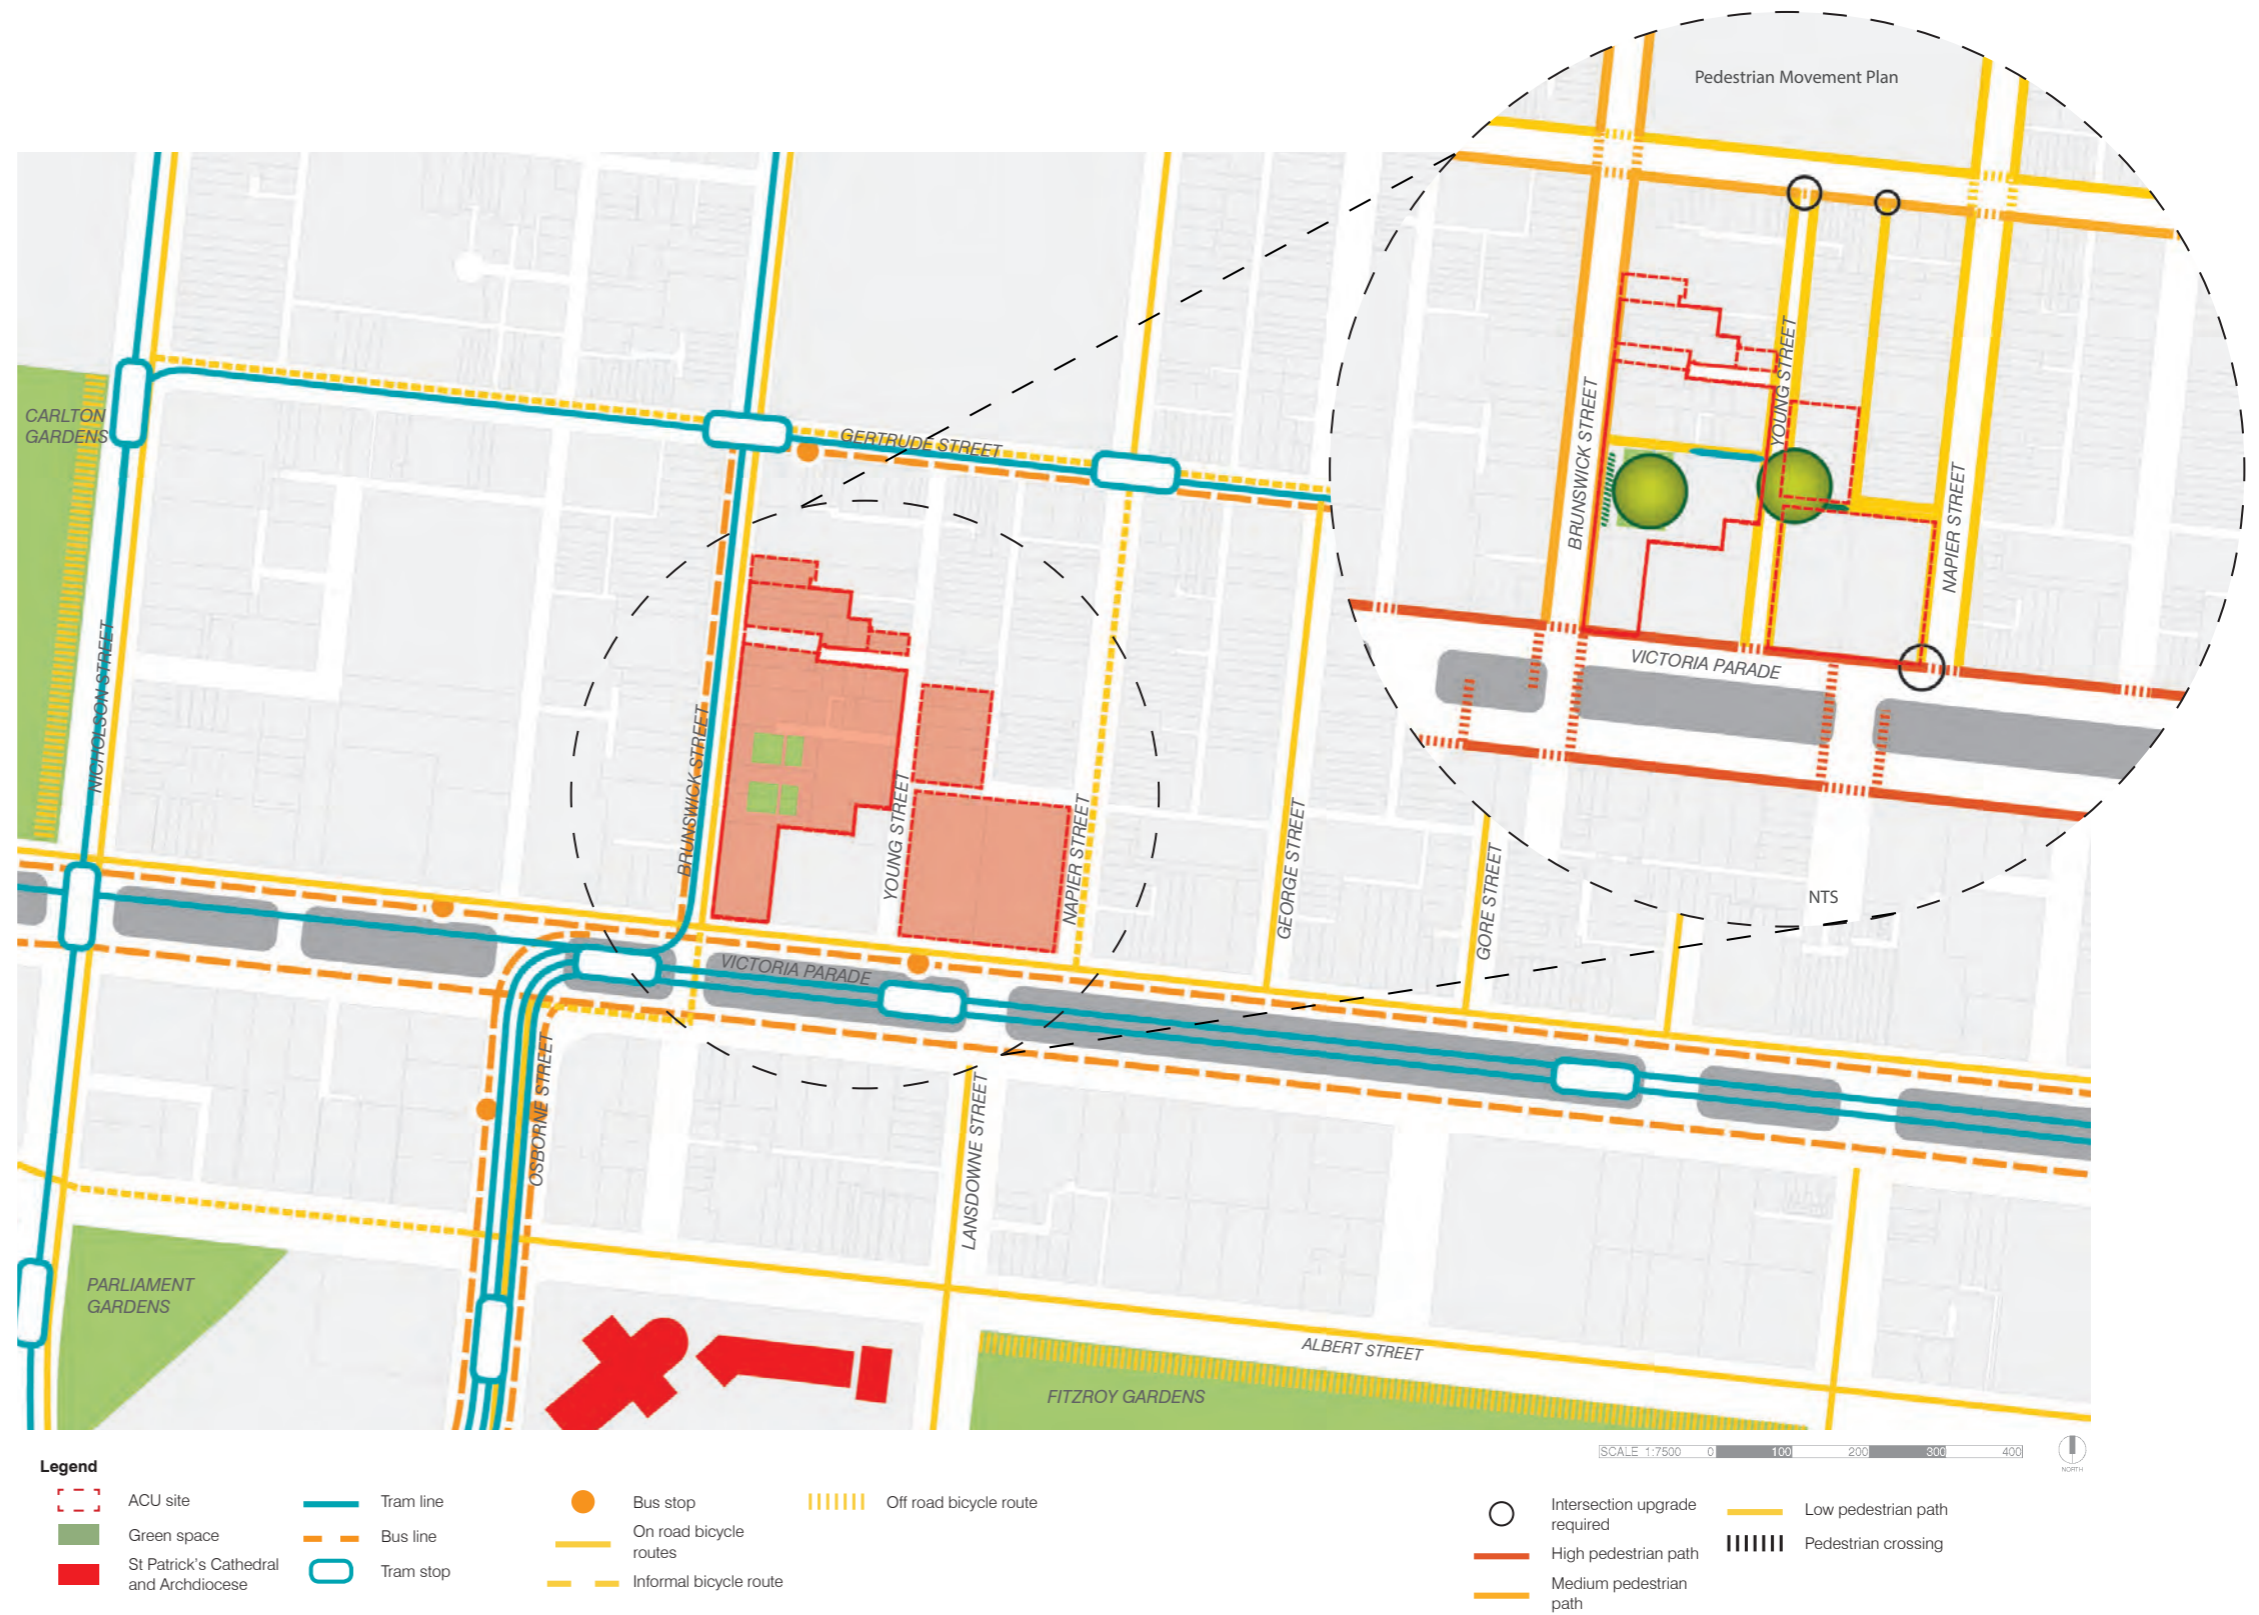 Pedestrian Movement Plan
CARLTON
GARDENS
GERTRUDE STREET
NICHOLSON STREET
BRUNSWICK STREET
YOUNG STREET
NAPIER STREET
GEORGE STREET
GORE STREET
VICTORIA PARADE
OSBORNE STREET
LANSDOWNE STREET
BRUNSWICK STREET
YOUNG STREET
NAPIER STREET
VICTORIA PARADE
NTS
PARLIAMENT
GARDENS
ALBERT STREET
FITZROY GARDENS
SCALE 1:7500 0 100 200 300 400
NORTH
Legend
ACU site
Green space
St Patrick's Cathedral
and Archdiocese
Tram line
Bus line
Tram stop
Bus stop
On road bicycle
routes
Informal bicycle route
Off road bicycle route
Intersection upgrade
required
High pedestrian path
Medium pedestrian
path
Low pedestrian path
Pedestrian crossing